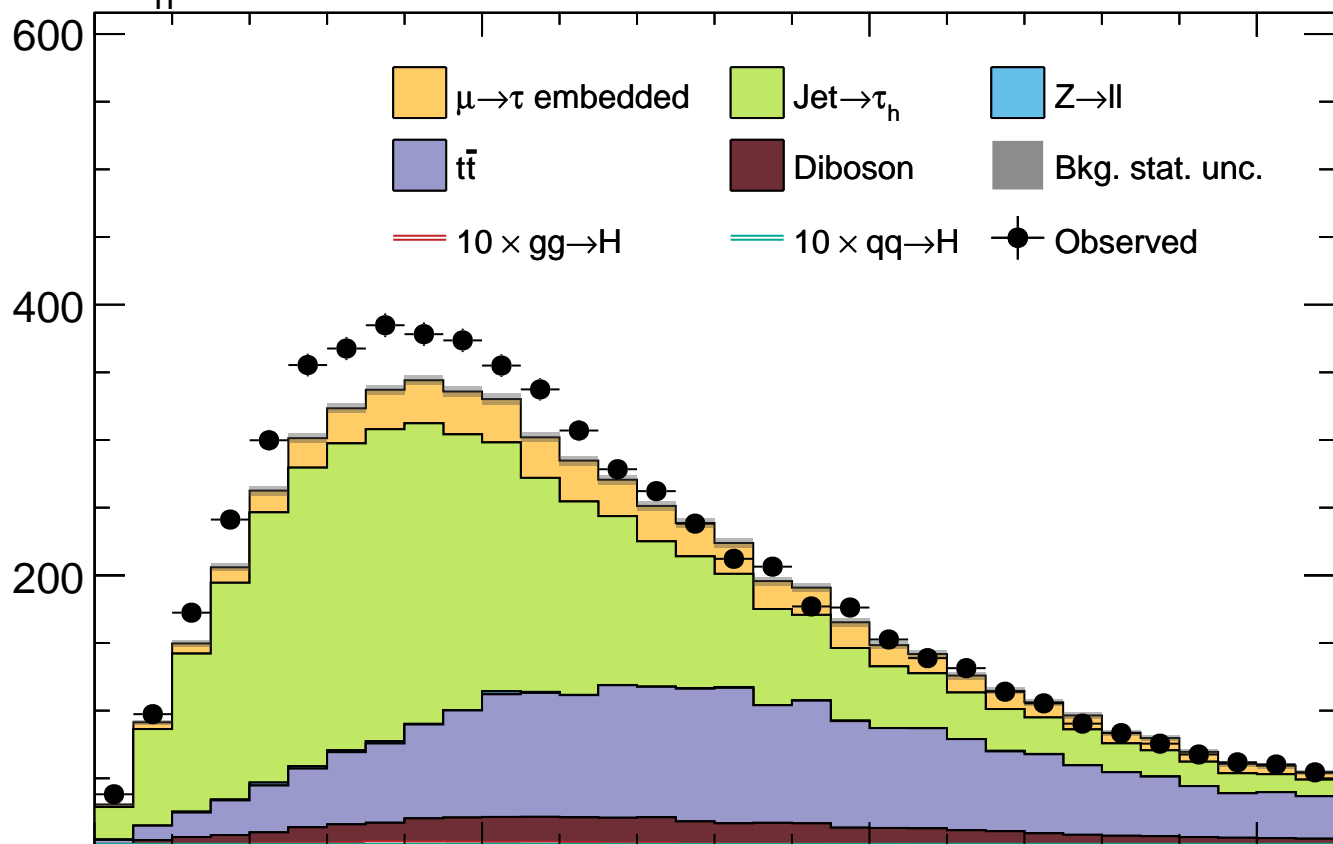 600
μ→τ embedded Jet→τh Z→ll
tt̄ Diboson Bkg. stat. unc.
10 × gg→H 10 × qq→H Observed
400
200